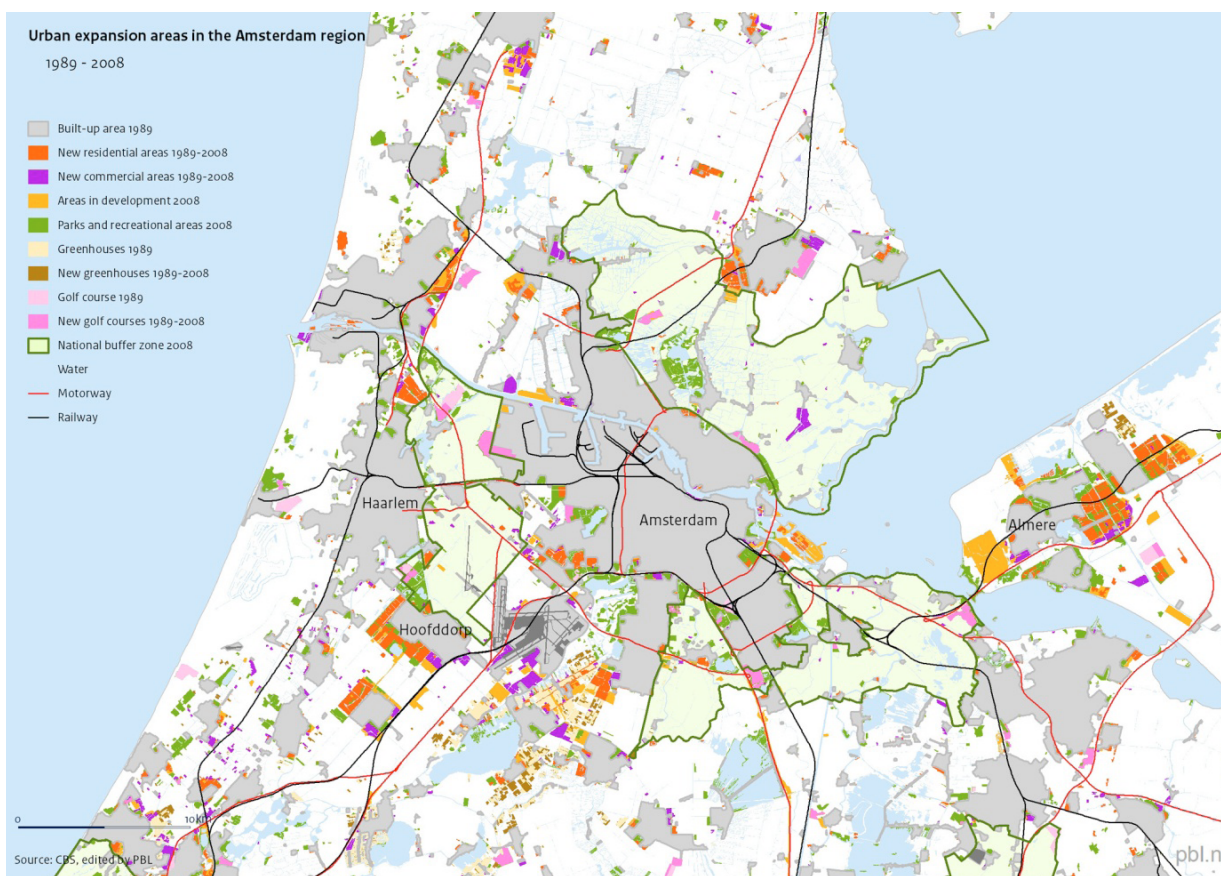 Urban expansion areas in the Amsterdam region
1989 - 2008
Built-up area 1989
New residential areas 1989-2008
New commercial areas 1989-2008
Areas in development 2008
Parks and recreational areas 2008
Greenhouses 1989
New greenhouses 1989-2008
Golf course 1989
New golf courses 1989-2008
National buffer zone 2008
Water
Motorway
Railway
Haarlem
Amsterdam
Almere
Hoofddorp
0 10 km
Source: CBS, edited by PBL
pbl.n